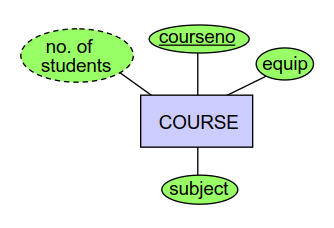 no. of
students
courseno
equip
COURSE
subject